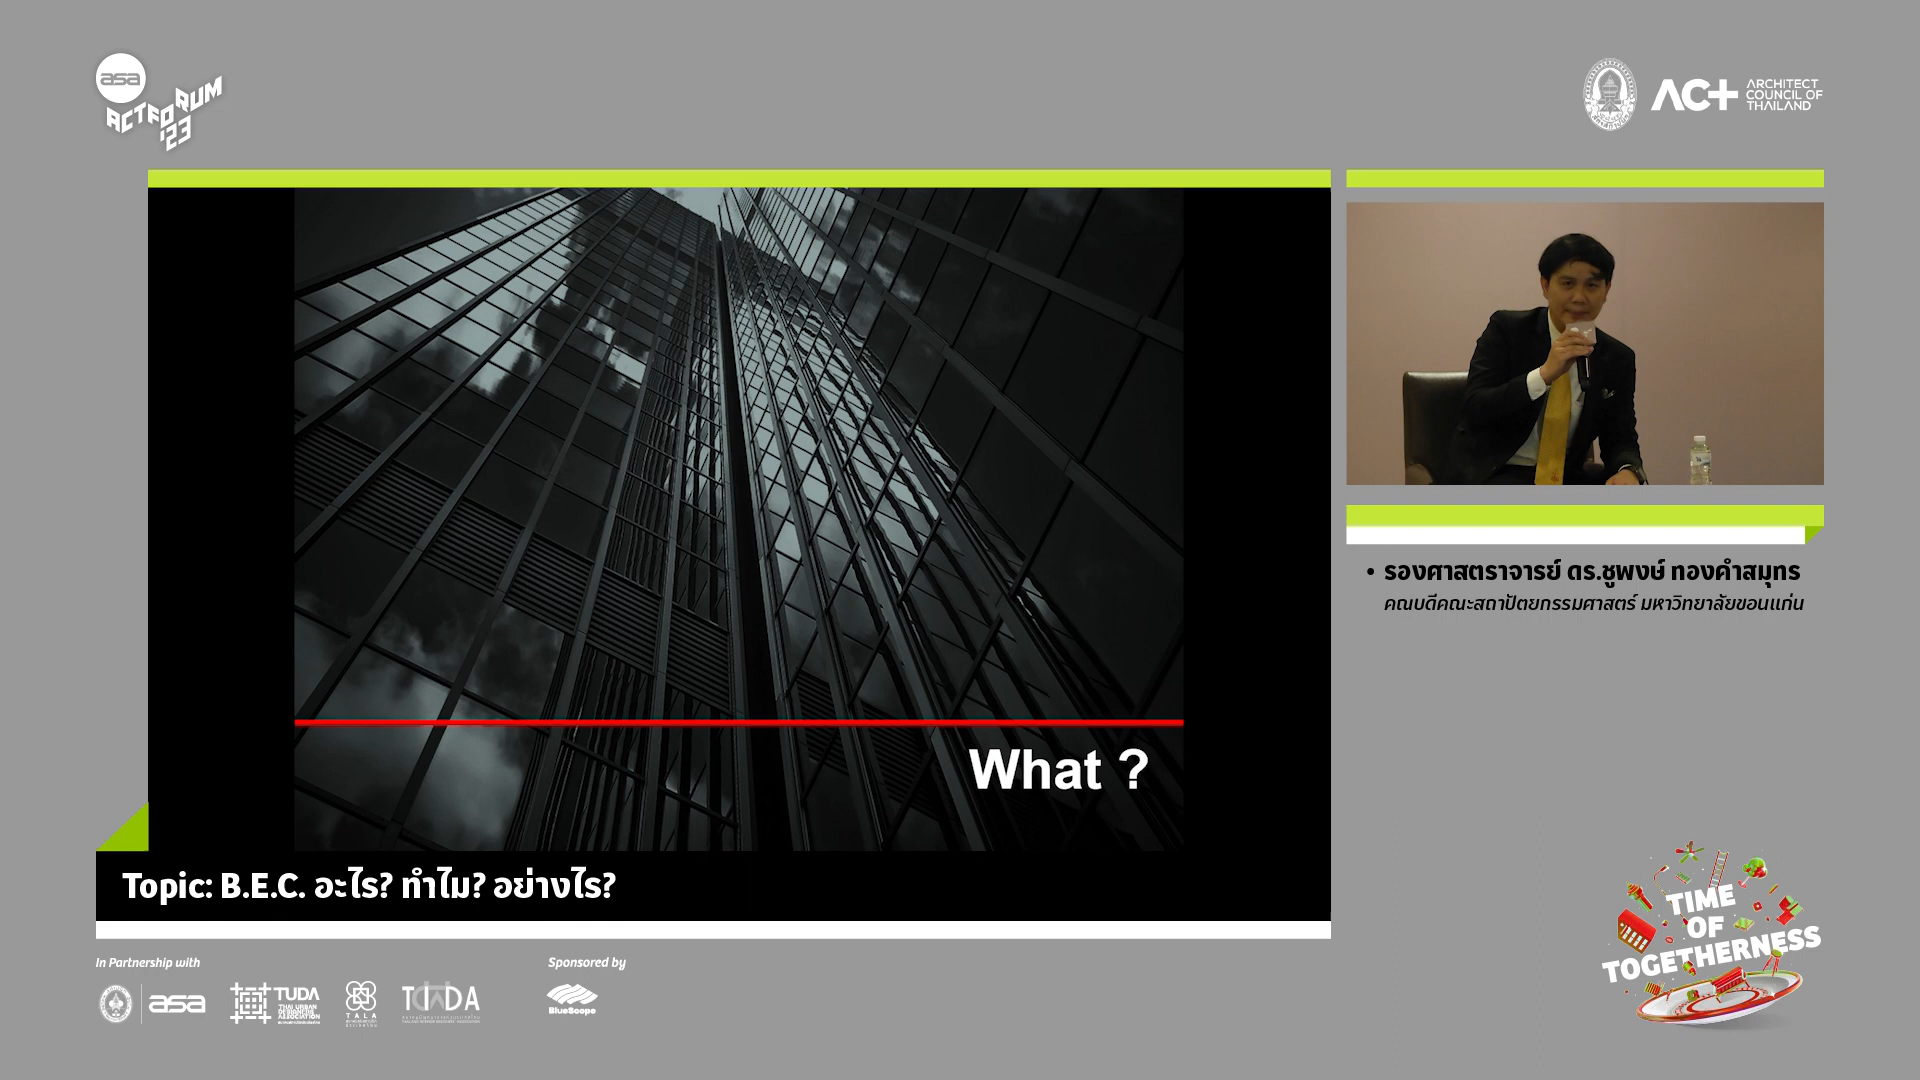 asa
ACTFORUM
'23
ACT
ARCHITECT
COUNCIL OF
THAILAND
What ?
• รองศาสตราจารย์ ดร.ชูพงษ์ ทองคำสมุทร
คณบดีคณะสถาปัตยกรรมศาสตร์ มหาวิทยาลัยขอนแก่น
Topic: B.E.C. อะไร? ทำไม? อย่างไร?
In Partnership with
Sponsored by
asa
TUDA
THAI URBAN
DESIGNERS
ASSOCIATION
TALA
TIDA
BlueScope
TIME
OF
TOGETHERNESS